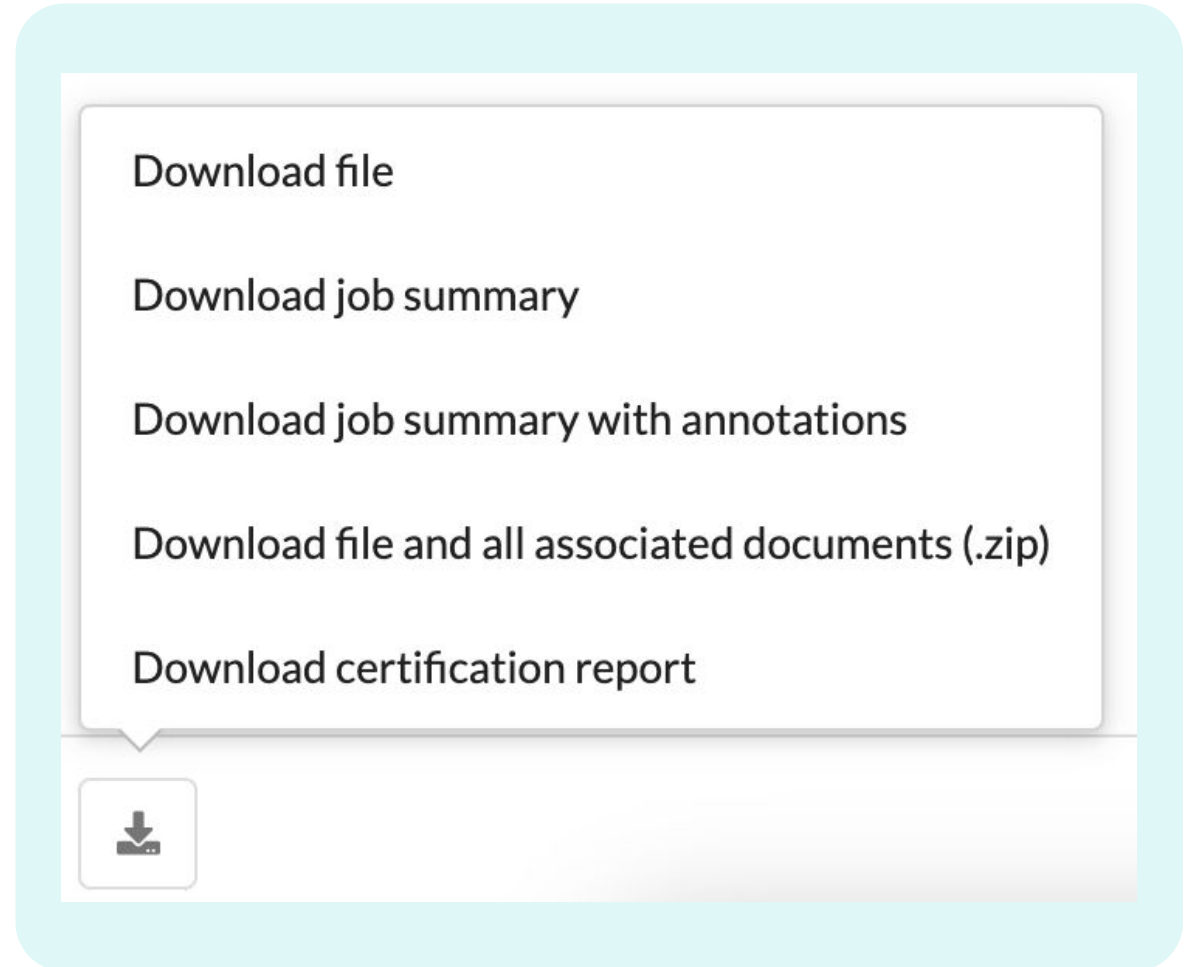 Download file
Download job summary
Download job summary with annotations
Download file and all associated documents (.zip)
Download certification report